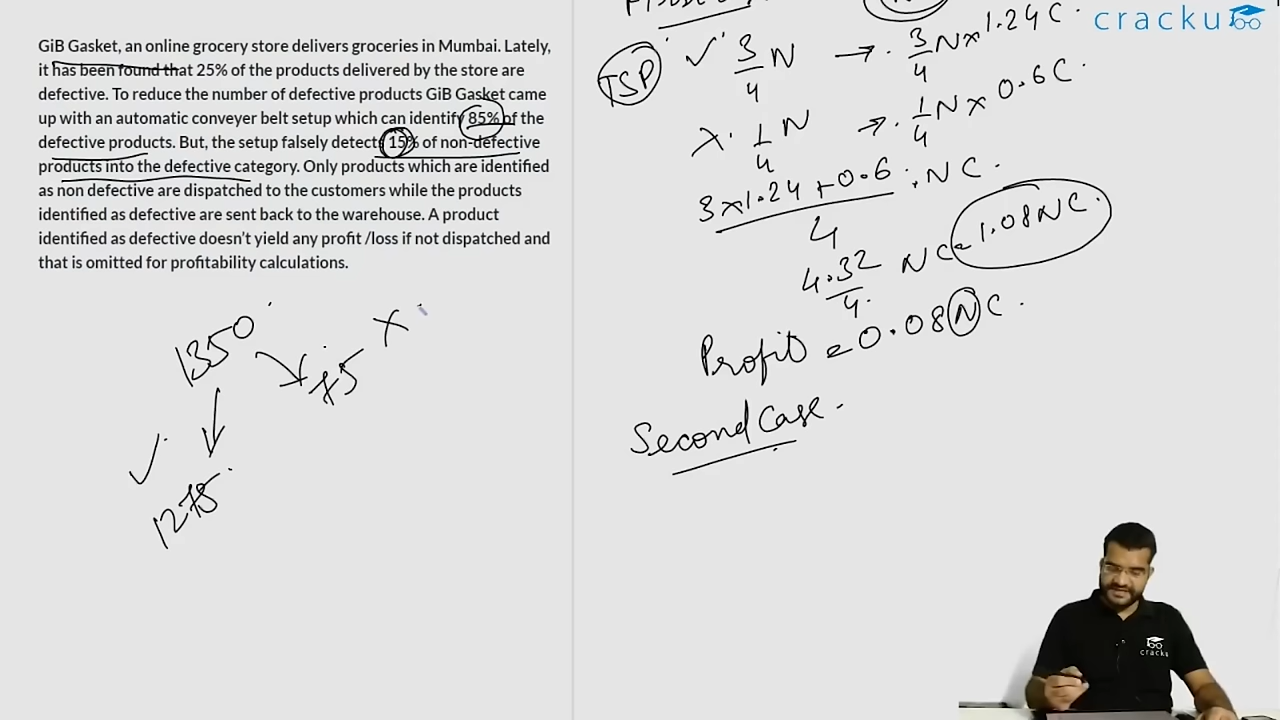 cracku
GiB Gasket, an online grocery store delivers groceries in Mumbai. Lately,
it has been found that 25% of the products delivered by the store are
defective. To reduce the number of defective products GiB Gasket came
up with an automatic conveyer belt setup which can identify 85% of the
defective products. But, the setup falsely detects 15% of non-defective
products into the defective category. Only products which are identified
as non defective are dispatched to the customers while the products
identified as defective are sent back to the warehouse. A product
identified as defective doesn't yield any profit /loss if not dispatched and
that is omitted for profitability calculations.
1350
75 ×
✓
1275
TSP ✓ 3/4 N → 3/4 N × 1.24C
×. 1/4 N → 1/4 N × 0.6C.
3×1.24+0.6 / 4 . NC.
4.32/4. NC = 1.08NC.
Profit = 0.08NC.
Second Case.
cracku